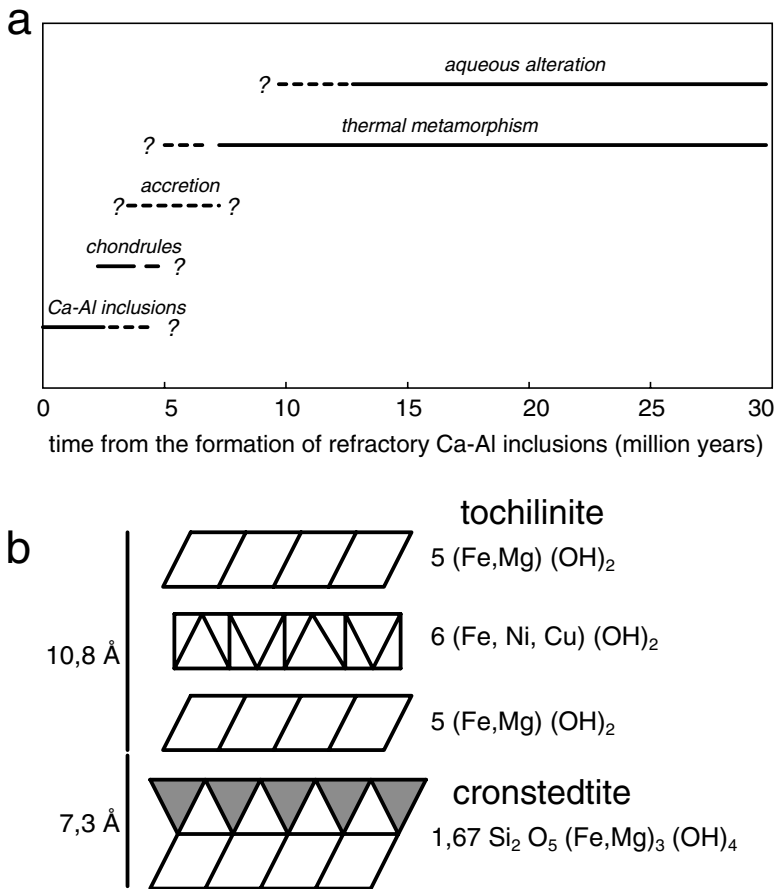 a
aqueous alteration
?
thermal metamorphism
?
accretion
? ?
chondrules
?
Ca-Al inclusions
?
0 5 10 15 20 25 30
time from the formation of refractory Ca-Al inclusions (million years)
b
tochilinite
5 (Fe,Mg) (OH)₂
10,8 Å
6 (Fe, Ni, Cu) (OH)₂
5 (Fe,Mg) (OH)₂
cronstedtite
7,3 Å
1,67 Si₂ O₅ (Fe,Mg)₃ (OH)₄